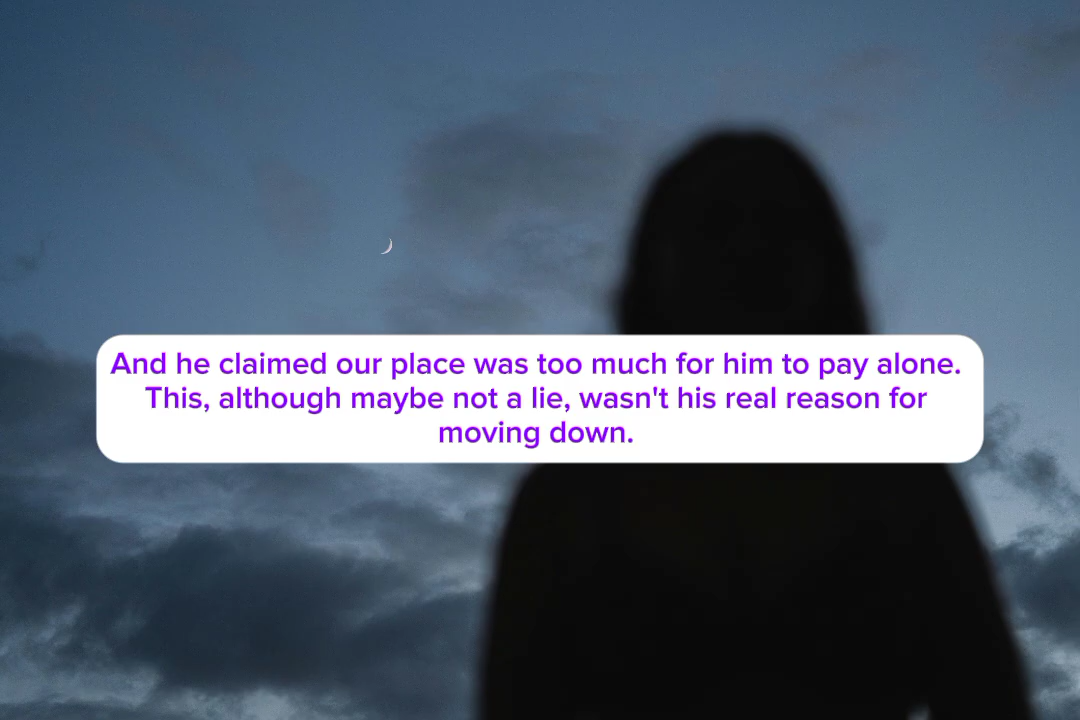 And he claimed our place was too much for him to pay alone.
This, although maybe not a lie, wasn't his real reason for
moving down.